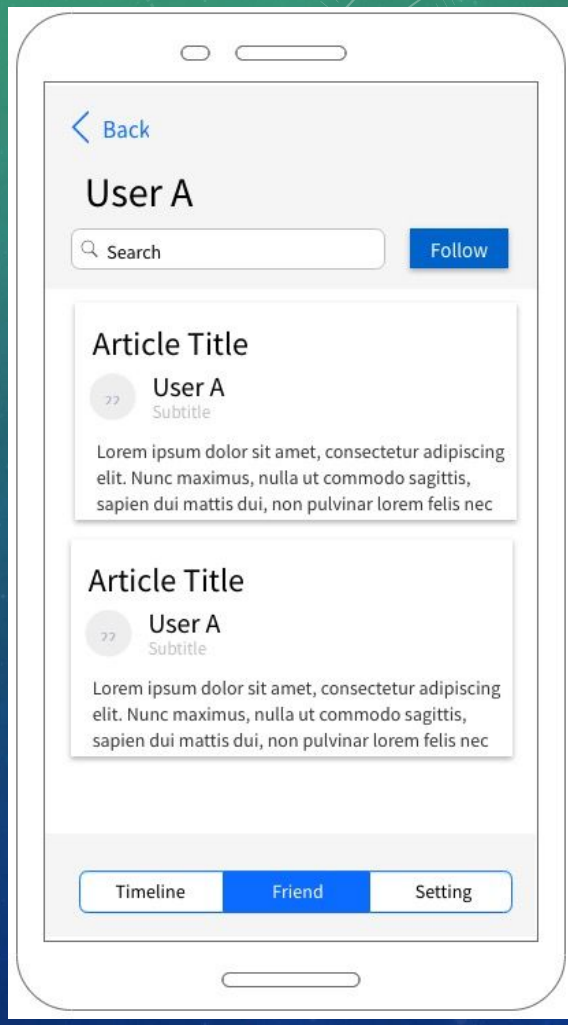 Back
User A
Search
Follow
Article Title
User A
Subtitle
Lorem ipsum dolor sit amet, consectetur adipiscing
elit. Nunc maximus, nulla ut commodo sagittis,
sapien dui mattis dui, non pulvinar lorem felis nec
Article Title
User A
Subtitle
Lorem ipsum dolor sit amet, consectetur adipiscing
elit. Nunc maximus, nulla ut commodo sagittis,
sapien dui mattis dui, non pulvinar lorem felis nec
Timeline
Friend
Setting